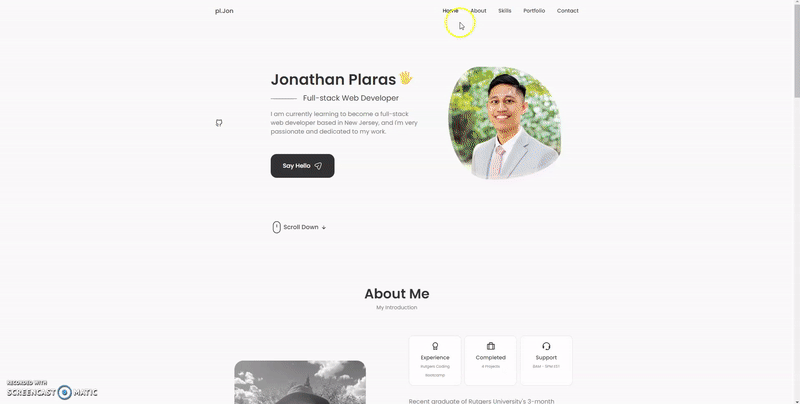 pl.Jon
Home About Skills Portfolio Contact
Jonathan Plaras
Full-stack Web Developer
I am currently learning to become a full-stack
web developer based in New Jersey, and I'm very
passionate and dedicated to my work.
Say Hello
Scroll Down
About Me
My introduction
Experience
Rutgers Coding
Bootcamp
Completed
8 Projects
Support
9AM - 5PM EST
RECORDED WITH
SCREENCAST MATIC
Recent graduate of Rutgers University's 3-month